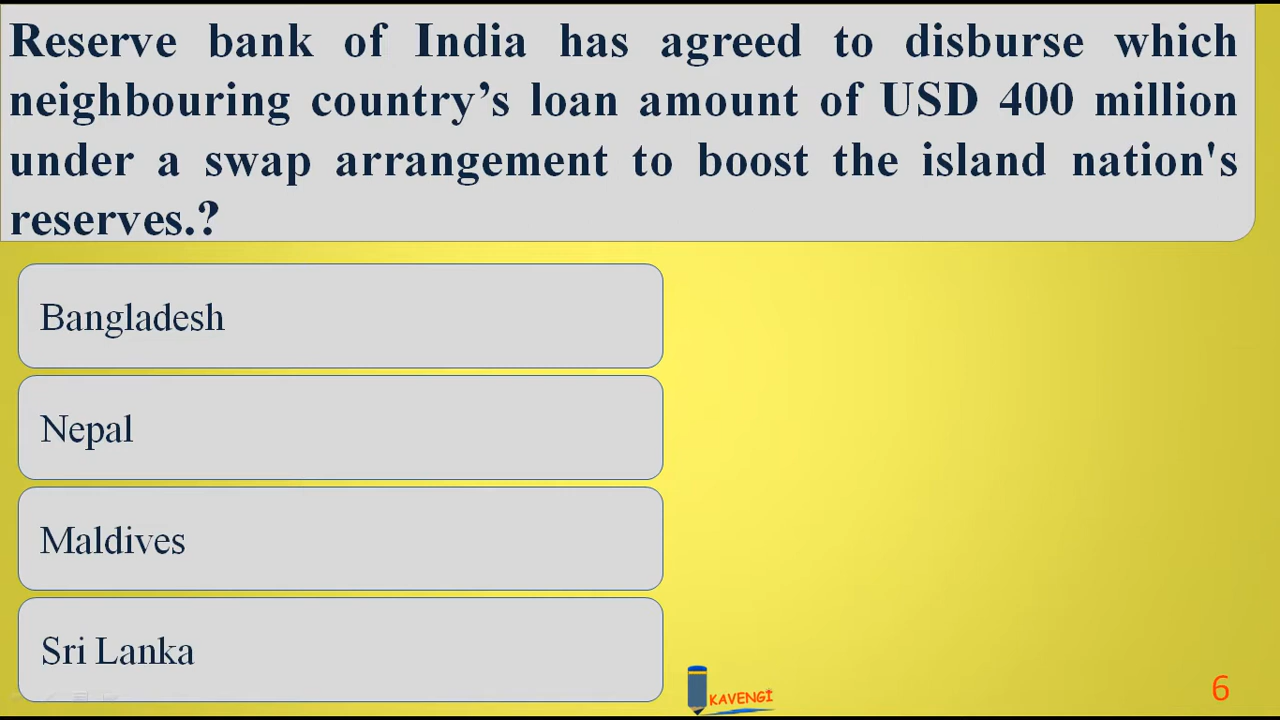 Reserve bank of India has agreed to disburse which
neighbouring country’s loan amount of USD 400 million
under a swap arrangement to boost the island nation's
reserves.?
Bangladesh
Nepal
Maldives
Sri Lanka
KAVENGI
6